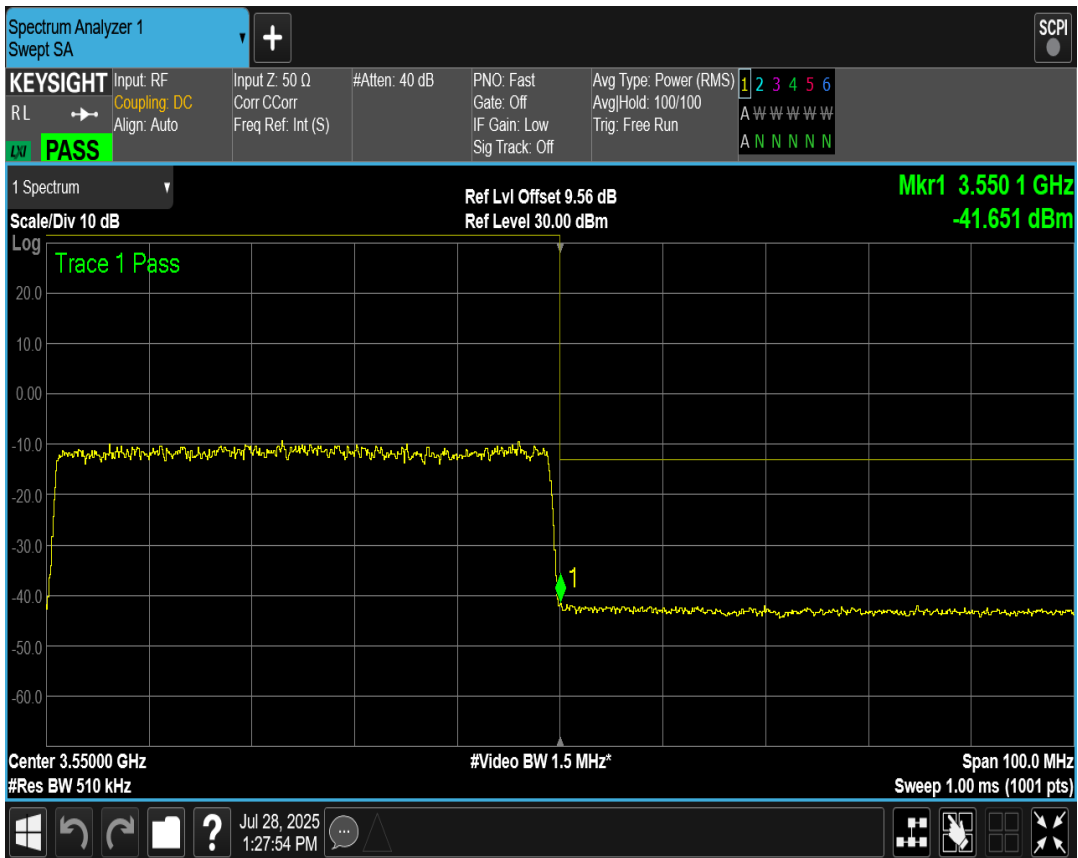 Spectrum Analyzer 1
Swept SA
+
SCPI
KEYSIGHT
RL
LXI PASS
Input: RF
Coupling: DC
Align: Auto
Input Z: 50 Ω
Corr CCorr
Freq Ref: Int (S)
#Atten: 40 dB
PNO: Fast
Gate: Off
IF Gain: Low
Sig Track: Off
Avg Type: Power (RMS)
Avg|Hold: 100/100
Trig: Free Run
1 2 3 4 5 6
A W W W W W
A N N N N N
1 Spectrum
Scale/Div 10 dB
Log
Ref Lvl Offset 9.56 dB
Ref Level 30.00 dBm
Mkr1 3.550 1 GHz
-41.651 dBm
Trace 1 Pass
20.0
10.0
0.00
-10.0
-20.0
-30.0
-40.0
-50.0
-60.0
1
Center 3.55000 GHz
#Res BW 510 kHz
#Video BW 1.5 MHz*
Span 100.0 MHz
Sweep 1.00 ms (1001 pts)
?
Jul 28, 2025
1:27:54 PM